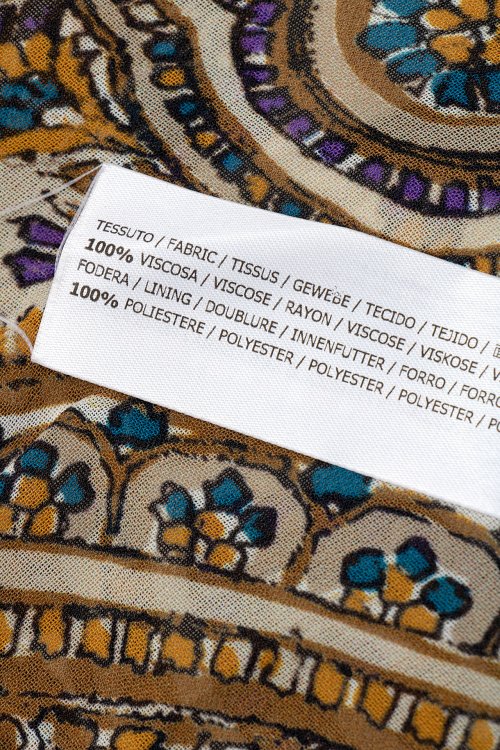 TESSUTO / FABRIC / TISSUS / GEWEBE / TECIDO / TEJIDO /
100% VISCOSA / VISCOSE / RAYON / VISCOSE / VISKOSE / V
FODERA / LINING / DOUBLURE / INNENFUTTER / FORRO / FORRO
100% POLIESTERE / POLYESTER / POLYESTER / POLYESTER / PO